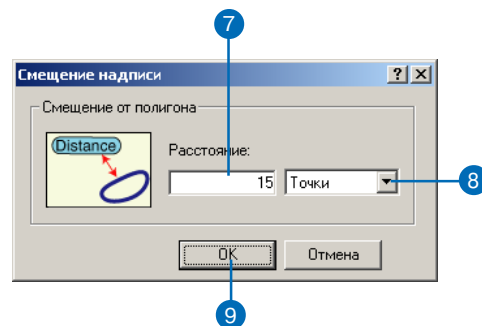 7
Смещение надписи
Смещение от полигона
Distance
Расстояние:
15 Точки
8
OK Отмена
9